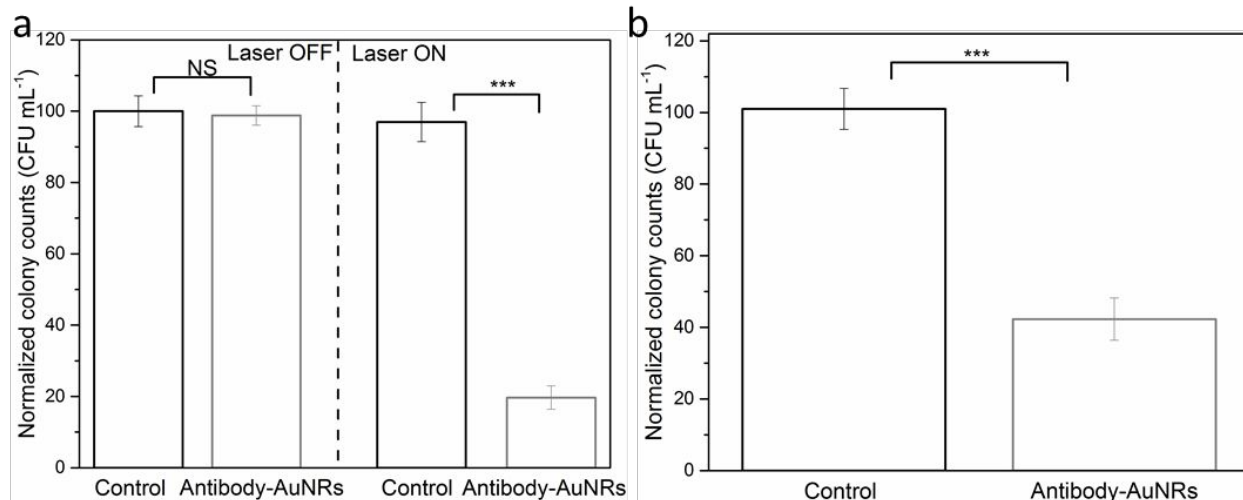 a
Normalized colony counts (CFU mL⁻¹)
120
100
80
60
40
20
0
Laser OFF
Laser ON
NS
***
Control
Antibody-AuNRs
Control
Antibody-AuNRs
b
Normalized colony counts (CFU mL⁻¹)
120
100
80
60
40
20
0
***
Control
Antibody-AuNRs